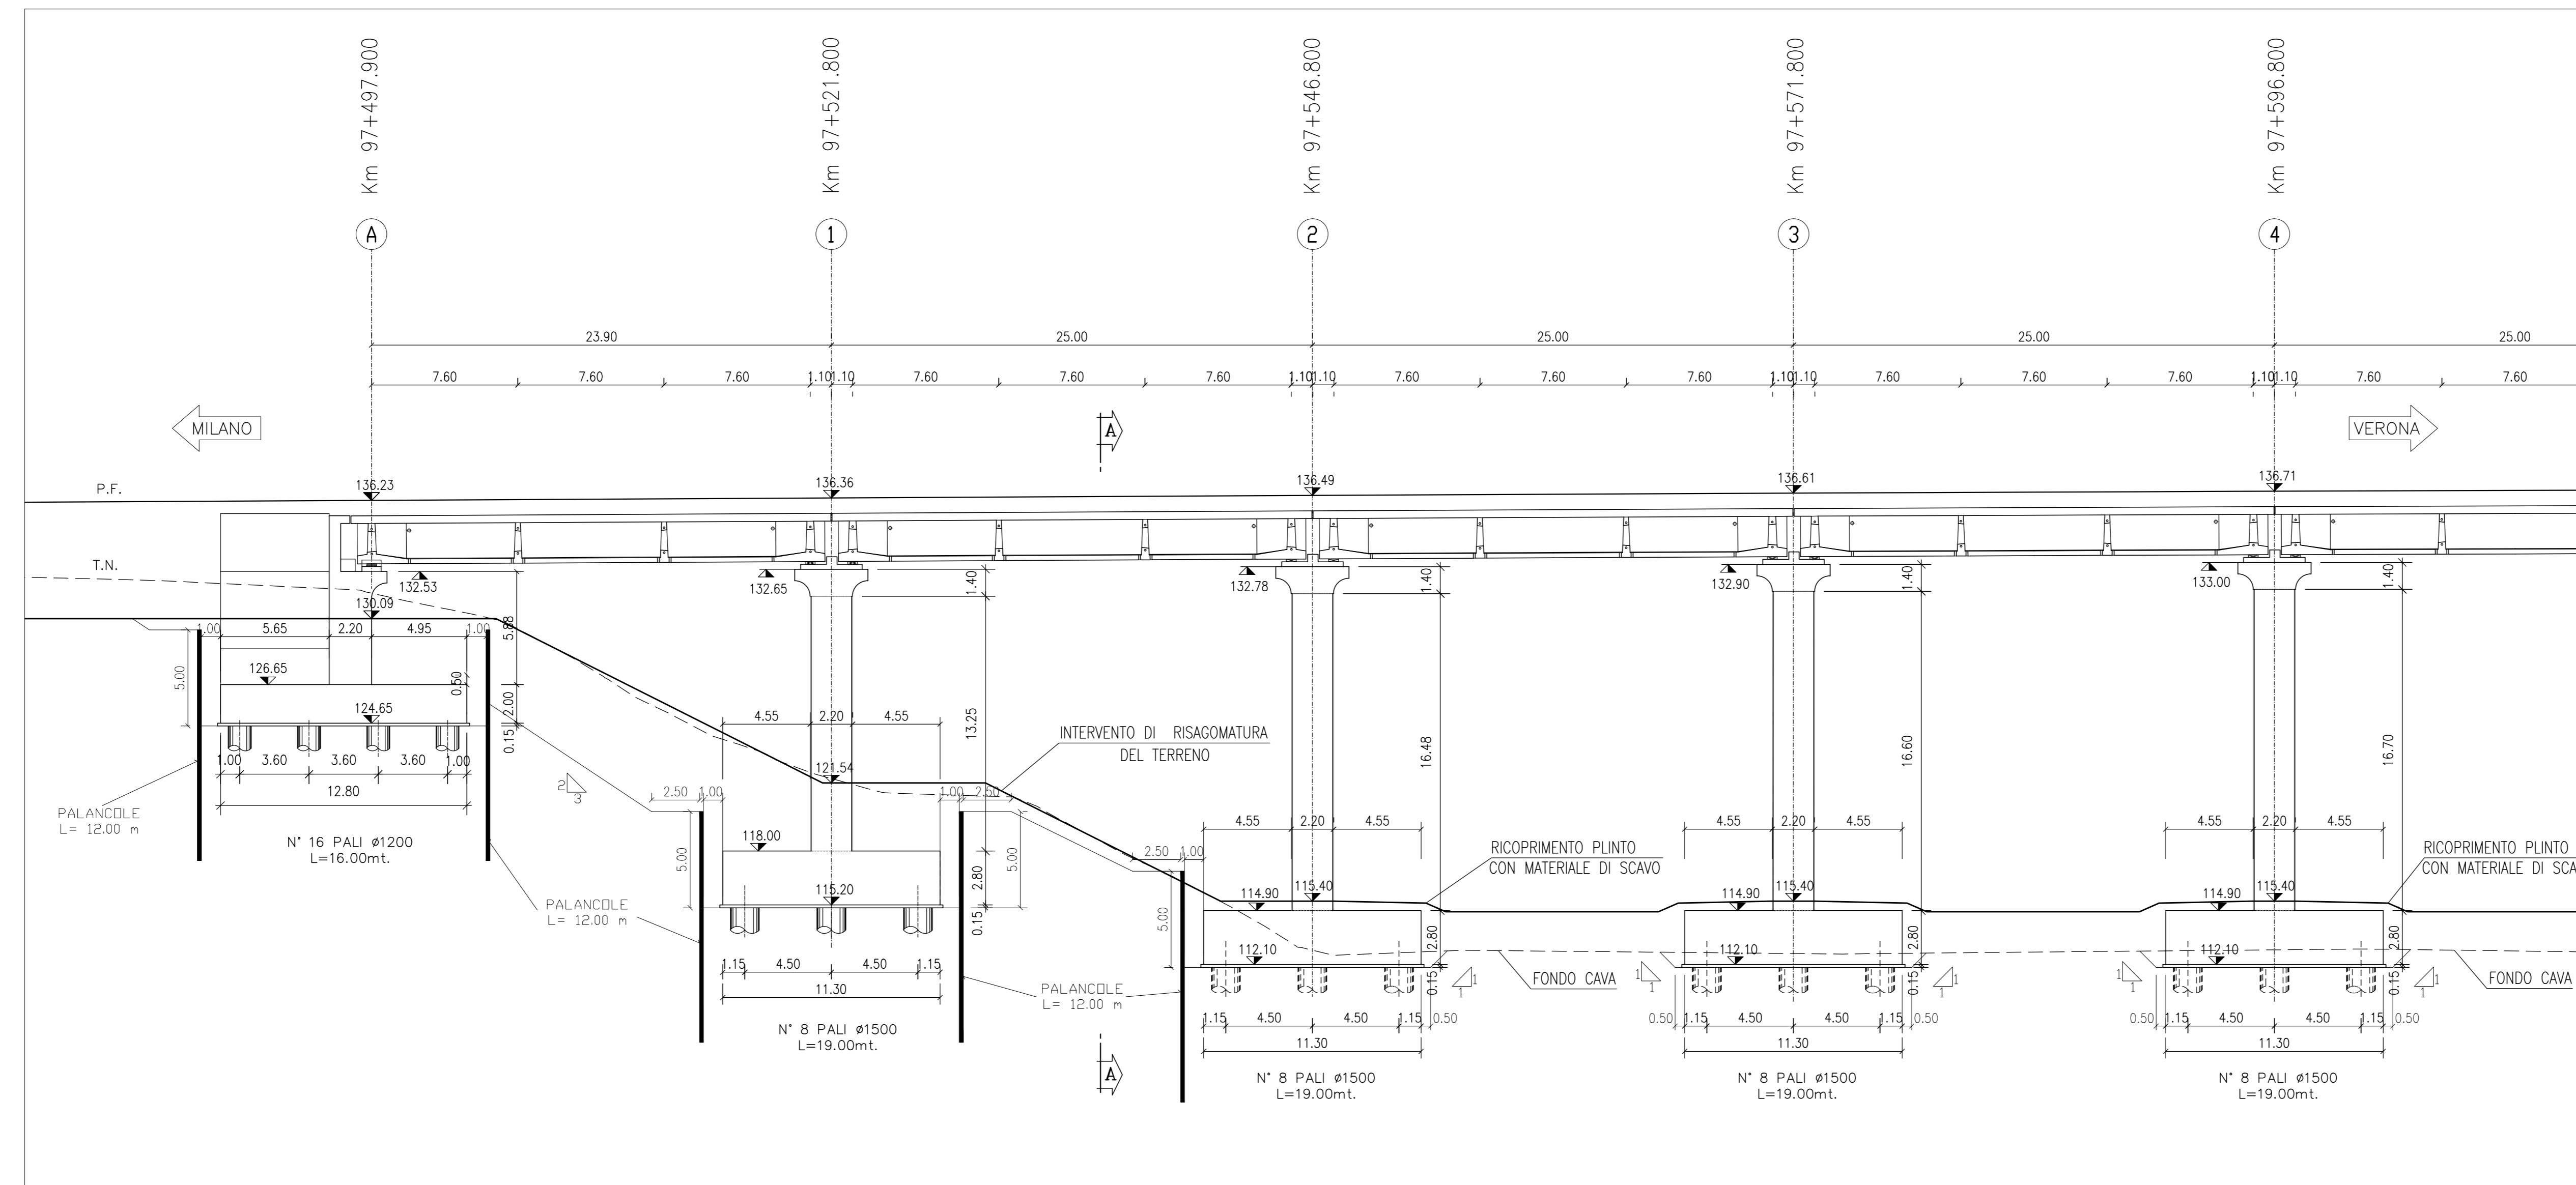 Km 97+497.900
Km 97+521.800
Km 97+546.800
Km 97+571.800
Km 97+596.800
A
1
2
3
4
23.90
25.00
25.00
25.00
25.00
7.60 7.60 7.60 1.10 1.10 7.60 7.60 7.60 1.10 1.10 7.60 7.60 7.60 1.10 1.10 7.60 7.60 7.60 1.10 1.10 7.60 7.60
MILANO
A
VERONA
P.F.
136.23
136.36
136.49
136.61
136.71
T.N.
132.53
132.65
132.78
132.90
133.00
1.40
1.40
1.40
1.40
130.09
1.00 5.65 2.20 4.95 1.00
5.88
5.00
126.65
0.50
2.00
124.65
0.15
1.00 3.60 3.60 3.60 1.00
12.80
PALANCOLE
L= 12.00 m
N° 16 PALI ø1200
L=16.00mt.
2
3
4.55 2.20 4.55
13.25
INTERVENTO DI RISAGOMATURA
DEL TERRENO
121.54
2.50 1.00
1.00 2.50
5.00
118.00
5.00
2.80
115.20
0.15
1.15 4.50 4.50 1.15
11.30
PALANCOLE
L= 12.00 m
N° 8 PALI ø1500
L=19.00mt.
PALANCOLE
L= 12.00 m
A
16.48
2.50 1.00
4.55 2.20 4.55
RICOPRIMENTO PLINTO
CON MATERIALE DI SCAVO
5.00
114.90
115.40
2.80
112.10
0.15
1
1
FONDO CAVA
1.15 4.50 4.50 1.15 0.50
11.30
N° 8 PALI ø1500
L=19.00mt.
16.60
4.55 2.20 4.55
114.90
115.40
2.80
112.10
0.15
1
1
1
1
0.50 1.15 4.50 4.50 1.15 0.50
11.30
N° 8 PALI ø1500
L=19.00mt.
16.70
4.55 2.20 4.55
RICOPRIMENTO PLINTO
CON MATERIALE DI SCA
114.90
115.40
2.80
112.10
0.15
1
1
1
1
FONDO CAVA
0.50 1.15 4.50 4.50 1.15 0.50
11.30
N° 8 PALI ø1500
L=19.00mt.